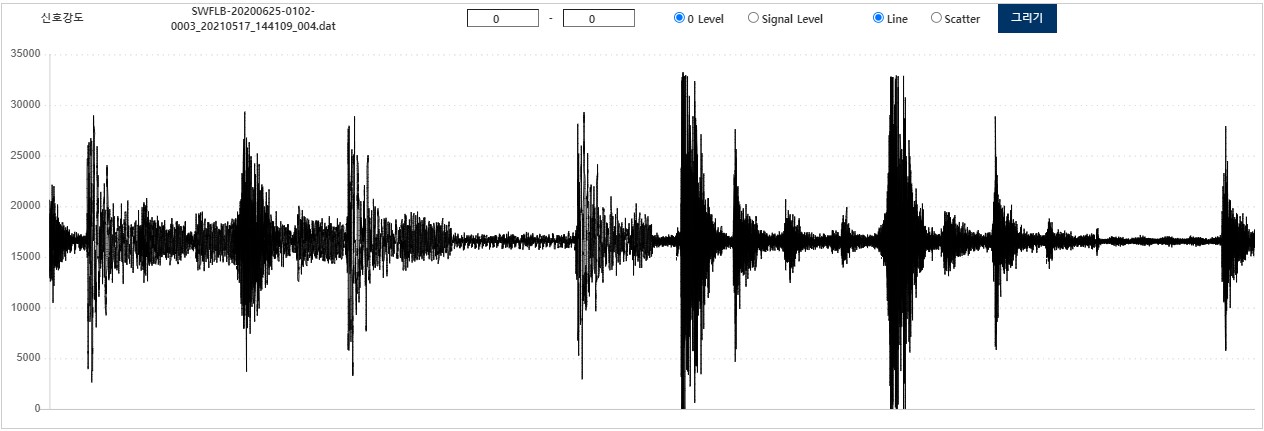 신호강도
SWFLB-20200625-0102-
0003_20210517_144109_004.dat
0 - 0
0 Level Signal Level
Line Scatter
그리기
35000
30000
25000
20000
15000
10000
5000
0